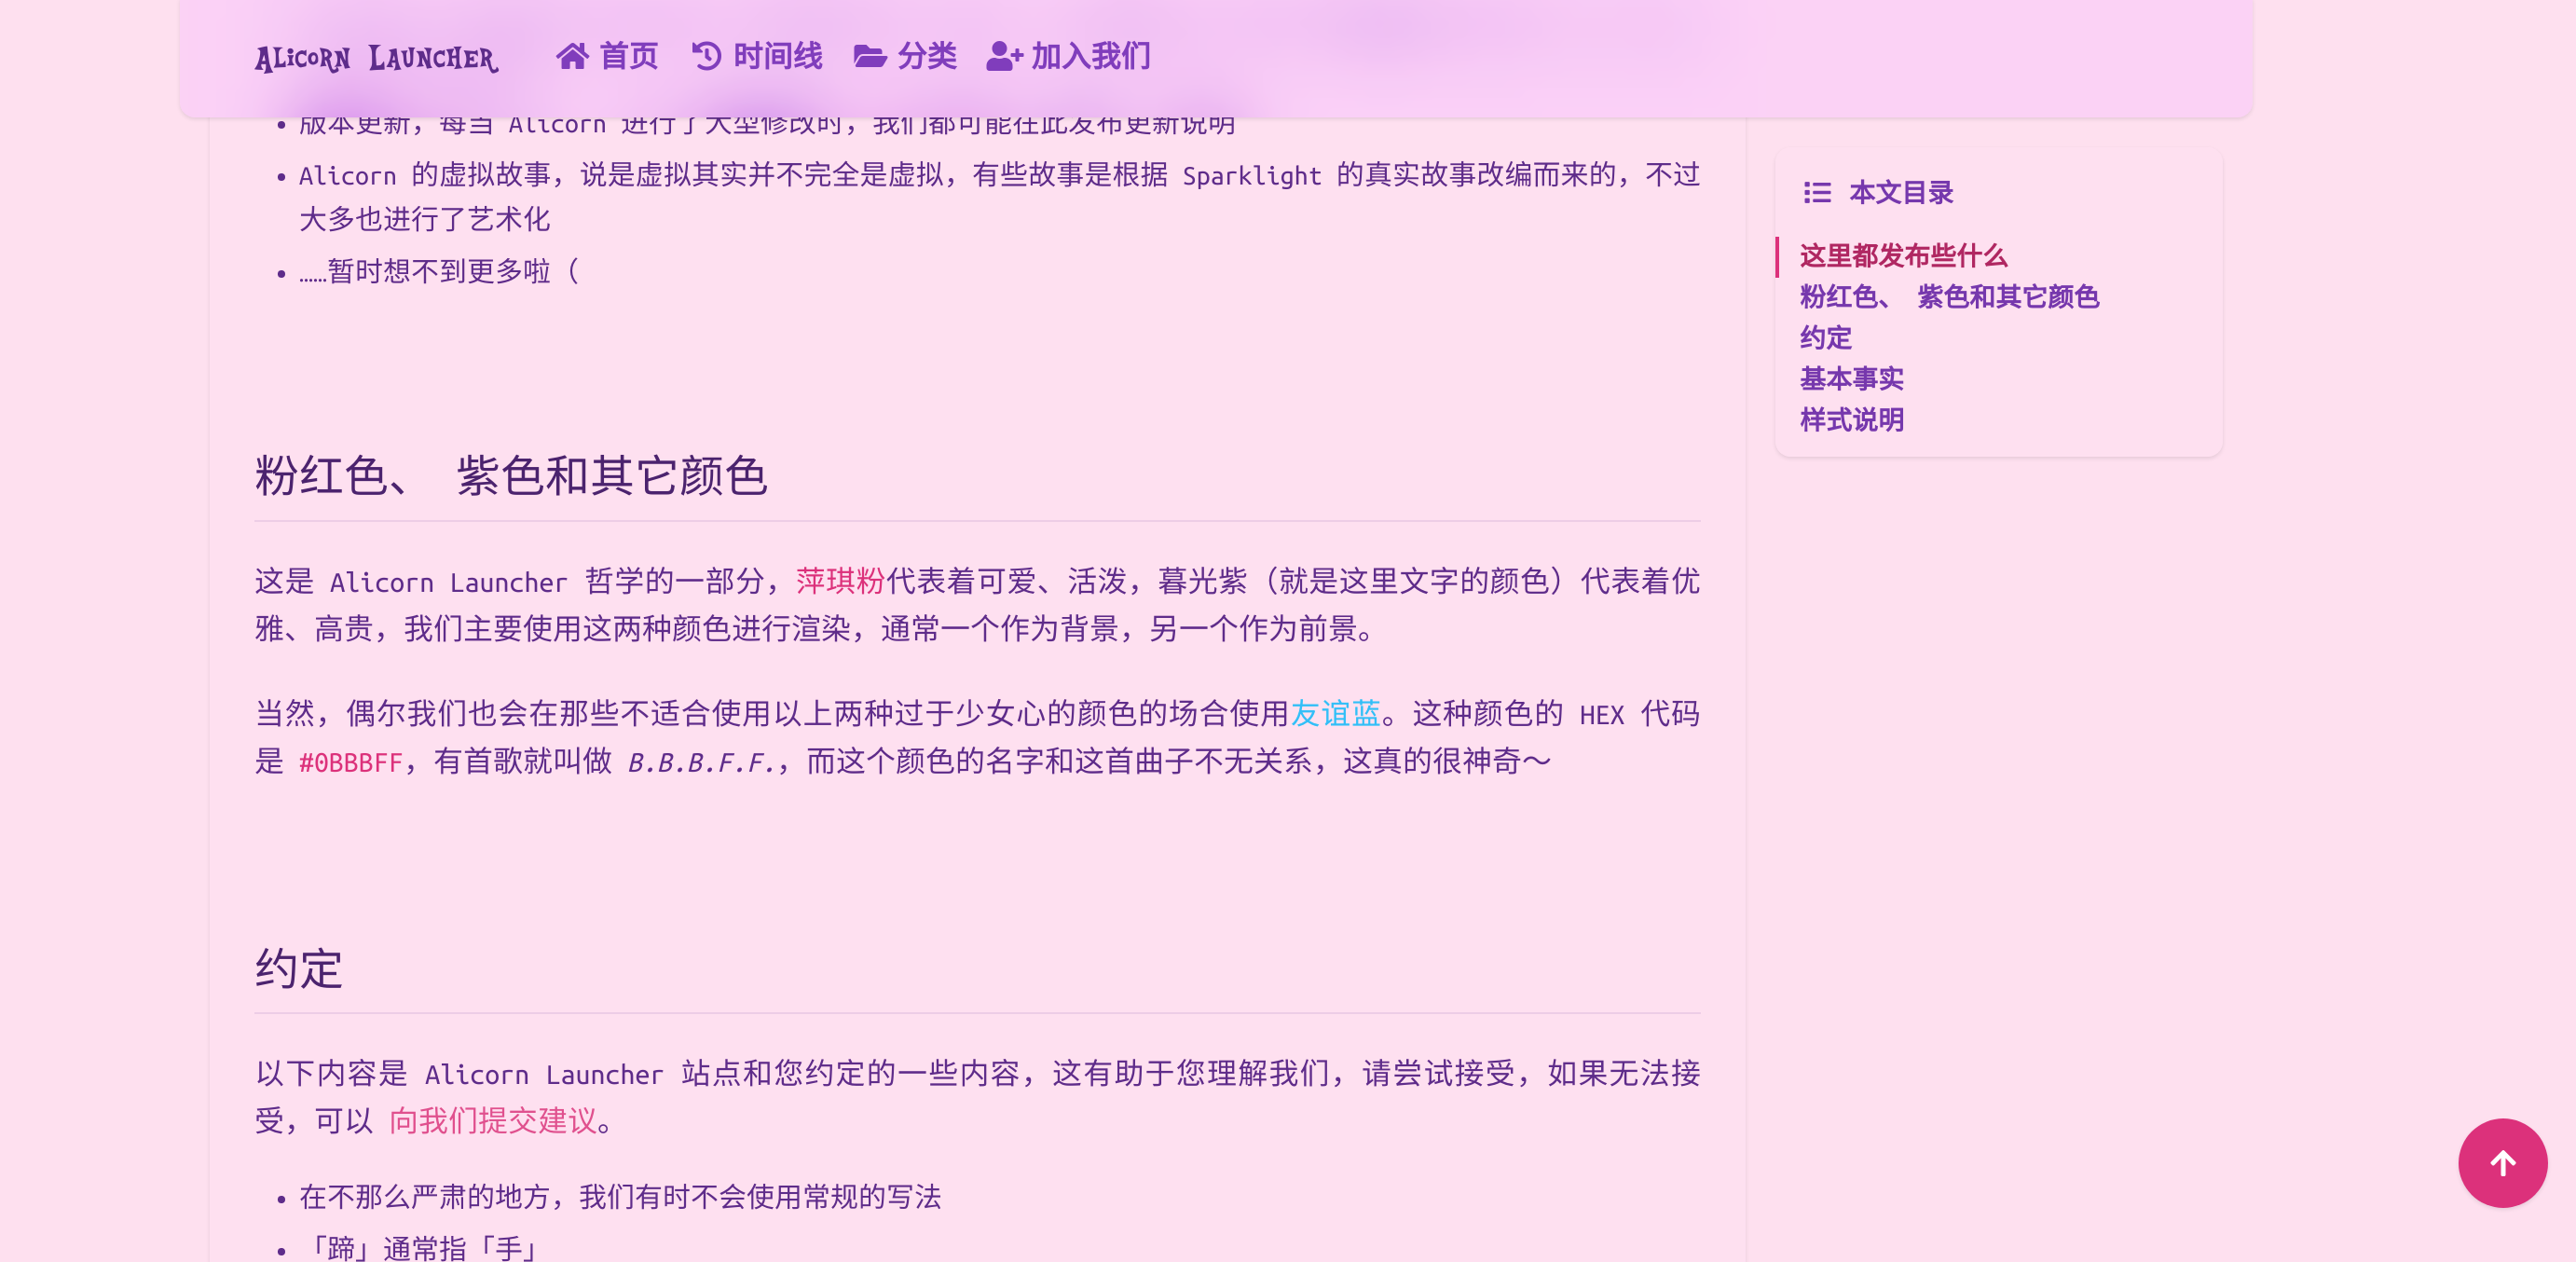 Alicorn Launcher 首页 时间线 分类 加入我们
版本更新，每当 Alicorn 进行了大型修改时，我们都可能在此发布更新说明
Alicorn 的虚拟故事，说是虚拟其实并不完全是虚拟，有些故事是根据 Sparklight 的真实故事改编而来的，不过
大多也进行了艺术化
……暂时想不到更多啦（
粉红色、 紫色和其它颜色
这是 Alicorn Launcher 哲学的一部分，萍琪粉代表着可爱、活泼，暮光紫（就是这里文字的颜色）代表着优
雅、高贵，我们主要使用这两种颜色进行渲染，通常一个作为背景，另一个作为前景。
当然，偶尔我们也会在那些不适合使用以上两种过于少女心的颜色的场合使用友谊蓝。这种颜色的 HEX 代码
是 #0BBBFF，有首歌就叫做 B.B.B.F.F.，而这个颜色的名字和这首曲子不无关系，这真的很神奇～
约定
以下内容是 Alicorn Launcher 站点和您约定的一些内容，这有助于您理解我们，请尝试接受，如果无法接
受，可以 向我们提交建议。
在不那么严肃的地方，我们有时不会使用常规的写法
「蹄」通常指「手」
本文目录
这里都发布些什么
粉红色、 紫色和其它颜色
约定
基本事实
样式说明